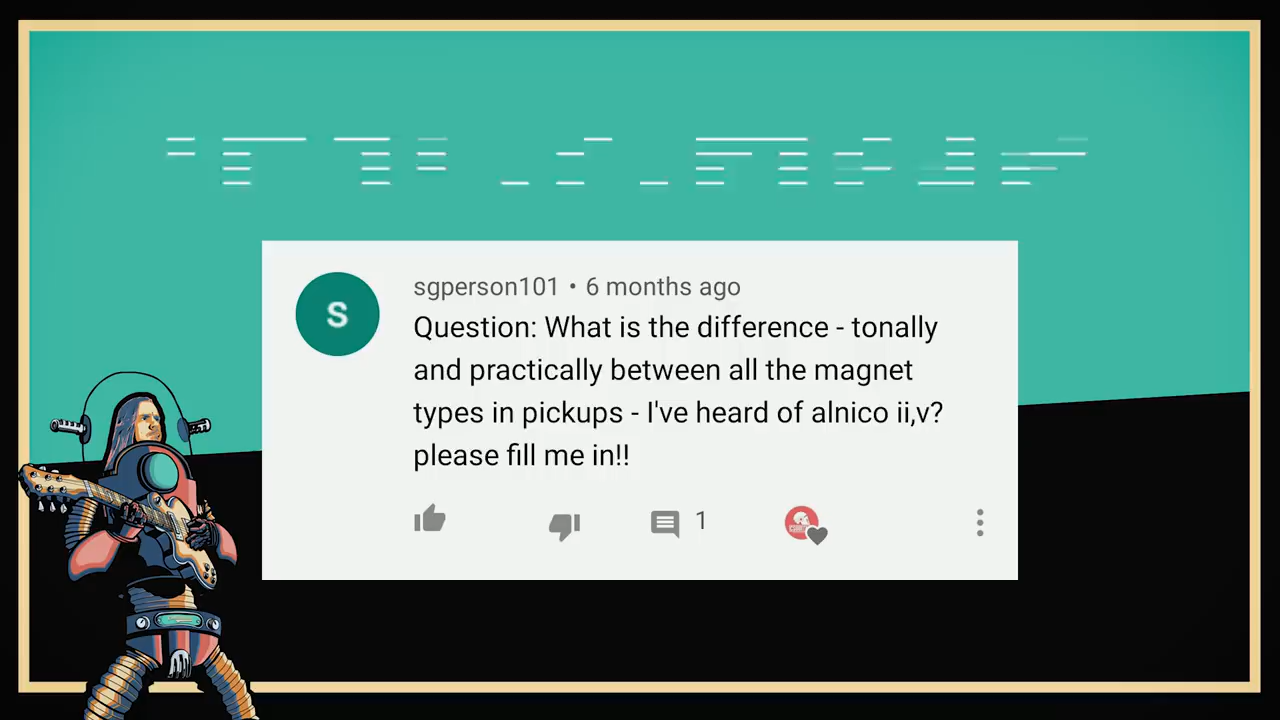 S
sgperson101 • 6 months ago
Question: What is the difference - tonally
and practically between all the magnet
types in pickups - I've heard of alnico ii,v?
please fill me in!!
1